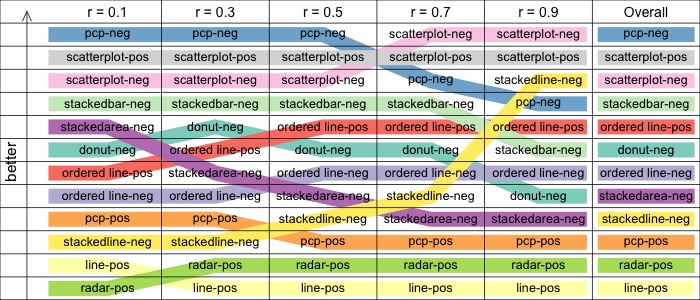 r = 0.1 r = 0.3 r = 0.5 r = 0.7 r = 0.9 Overall
pcp-neg pcp-neg pcp-neg scatterplot-neg scatterplot-neg pcp-neg
scatterplot-pos scatterplot-pos scatterplot-pos scatterplot-pos scatterplot-pos scatterplot-pos
scatterplot-neg scatterplot-neg scatterplot-neg pcp-neg stackedline-neg scatterplot-neg
stackedbar-neg stackedbar-neg stackedbar-neg stackedbar-neg pcp-neg stackedbar-neg
stackedarea-neg donut-neg ordered line-pos ordered line-pos ordered line-pos ordered line-pos
donut-neg ordered line-pos donut-neg donut-neg stackedbar-neg donut-neg
ordered line-pos stackedarea-neg ordered line-neg ordered line-neg ordered line-neg ordered line-neg
ordered line-neg ordered line-neg stackedarea-neg stackedline-neg donut-neg stackedarea-neg
pcp-pos pcp-pos stackedline-neg stackedarea-neg stackedarea-neg stackedline-neg
stackedline-neg stackedline-neg pcp-pos pcp-pos pcp-pos pcp-pos
line-pos radar-pos radar-pos radar-pos radar-pos radar-pos
radar-pos line-pos line-pos line-pos line-pos line-pos
better